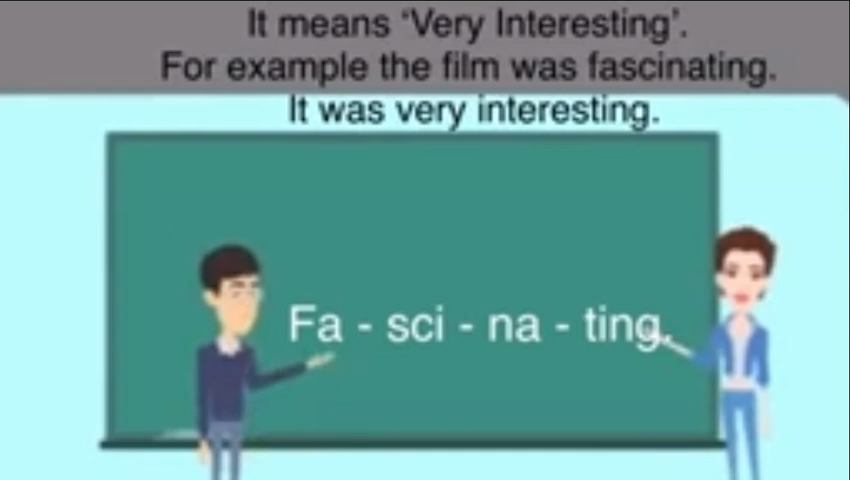 It means ‘Very Interesting’.
For example the film was fascinating.
It was very interesting.
Fa - sci - na - ting.